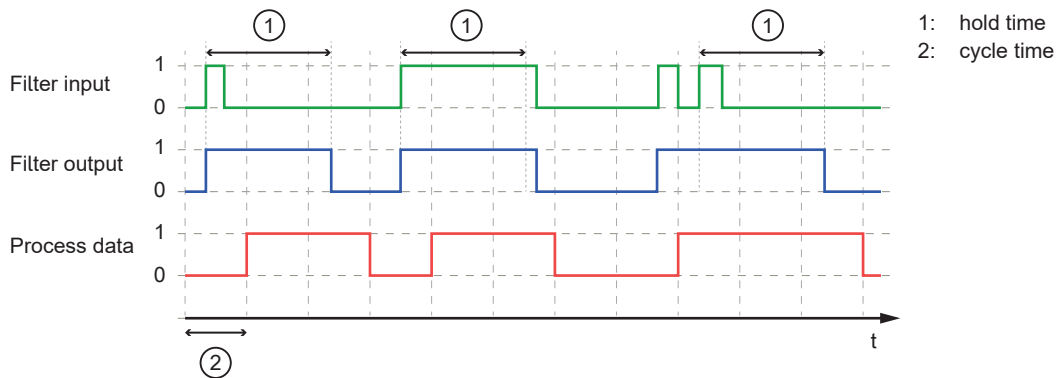 1 1 1
1: hold time
2: cycle time
Filter input 1 0
Filter output 1 0
Process data 1 0
t
2